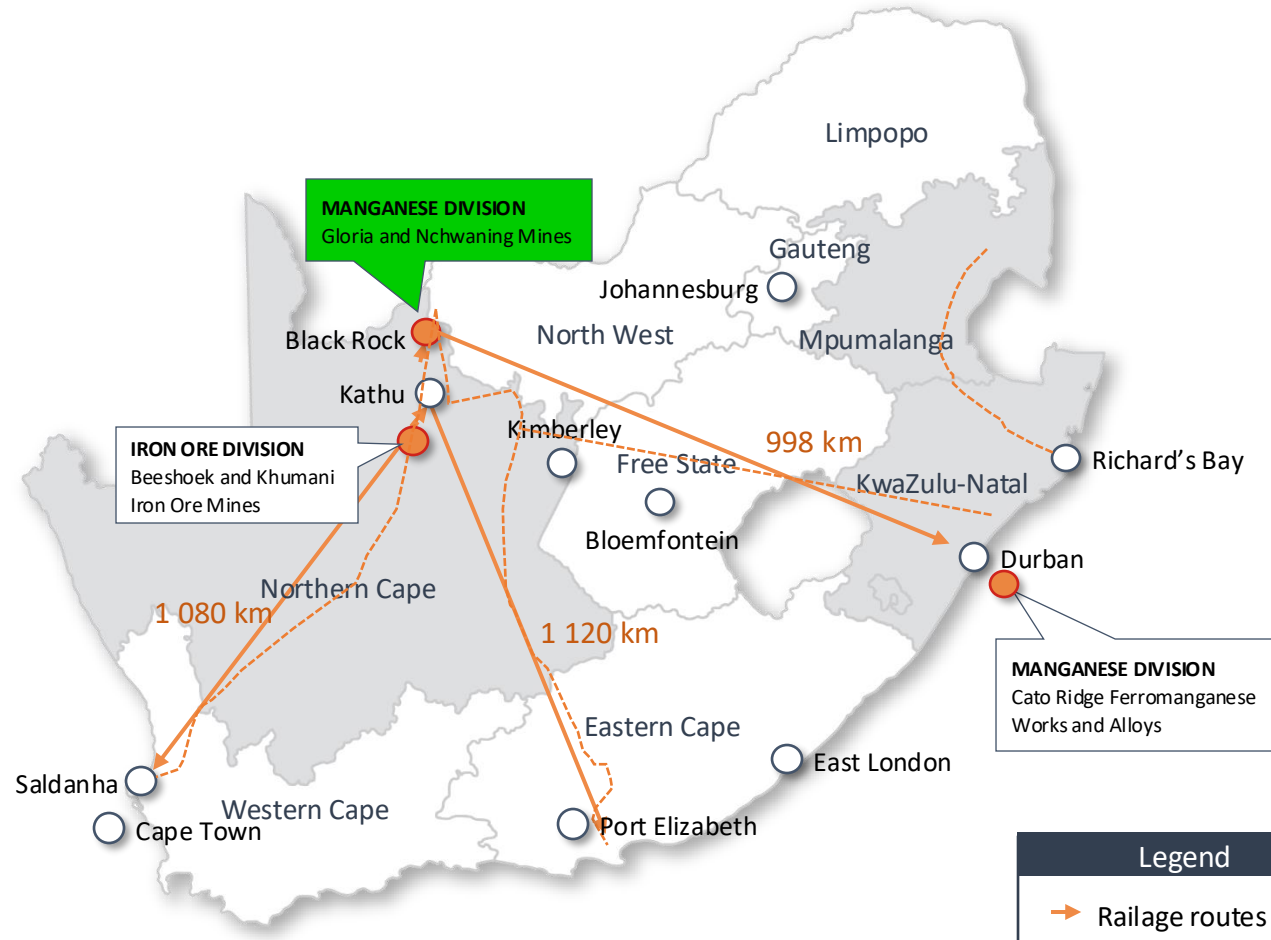 Limpopo
MANGANESE DIVISION
Gloria and Nchwaning Mines
Gauteng
Johannesburg
Black Rock
North West
Mpumalanga
Kathu
IRON ORE DIVISION
Beeshoek and Khumani
Iron Ore Mines
Kimberley
998 km
Free State
Richard's Bay
KwaZulu-Natal
Bloemfontein
Durban
Northern Cape
1 080 km
1 120 km
MANGANESE DIVISION
Cato Ridge Ferromanganese
Works and Alloys
Eastern Cape
East London
Saldanha
Western Cape
Cape Town
Port Elizabeth
Legend
Railage routes